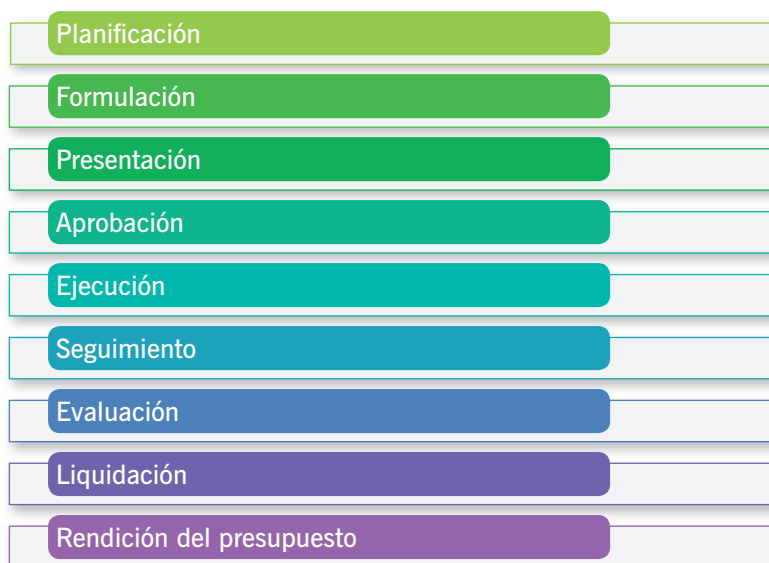 Planificación
Formulación
Presentación
Aprobación
Ejecución
Seguimiento
Evaluación
Liquidación
Rendición del presupuesto